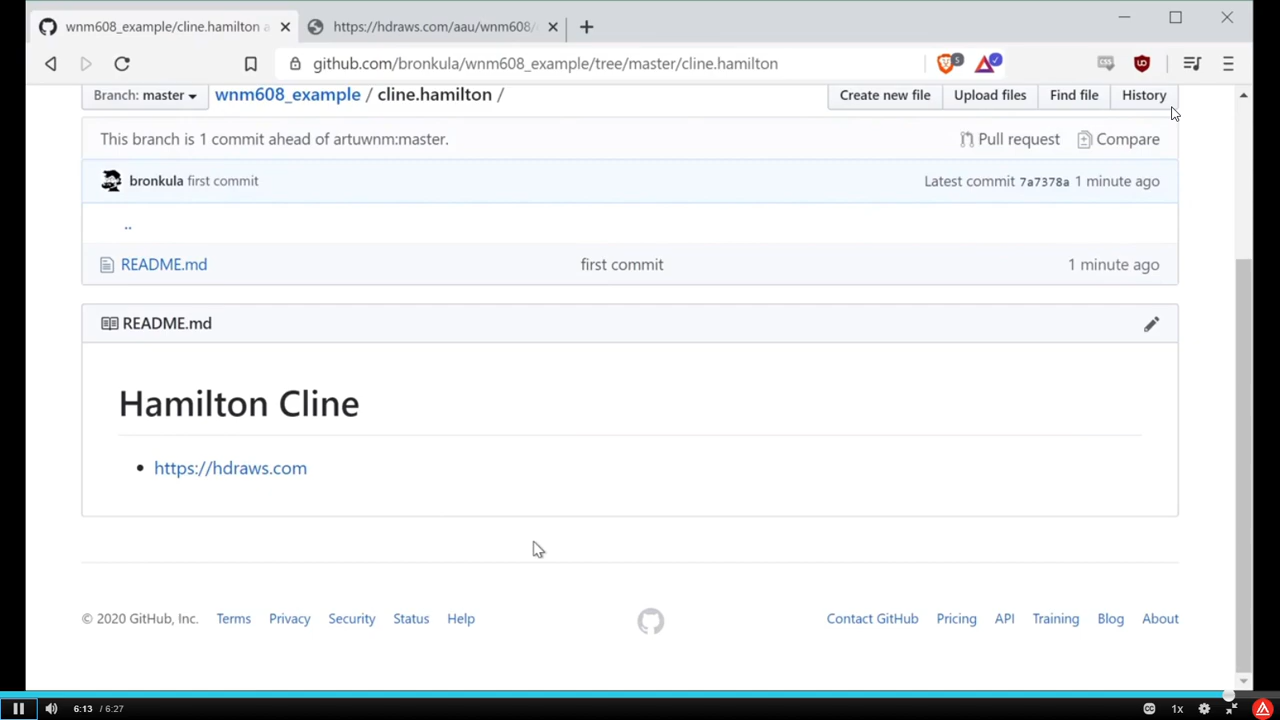 wnm608_example/cline.hamilton a
https://hdraws.com/aau/wnm608/
github.com/bronkula/wnm608_example/tree/master/cline.hamilton
5
CSS
UD
Branch: master
wnm608_example / cline.hamilton /
Create new file
Upload files
Find file
History
This branch is 1 commit ahead of artuwnm:master.
Pull request
Compare
bronkula first commit
Latest commit 7a7378a 1 minute ago
..
README.md
first commit
1 minute ago
README.md
Hamilton Cline
• https://hdraws.com
© 2020 GitHub, Inc.
Terms
Privacy
Security
Status
Help
Contact GitHub
Pricing
API
Training
Blog
About
6:13 / 6:27
CC
1x